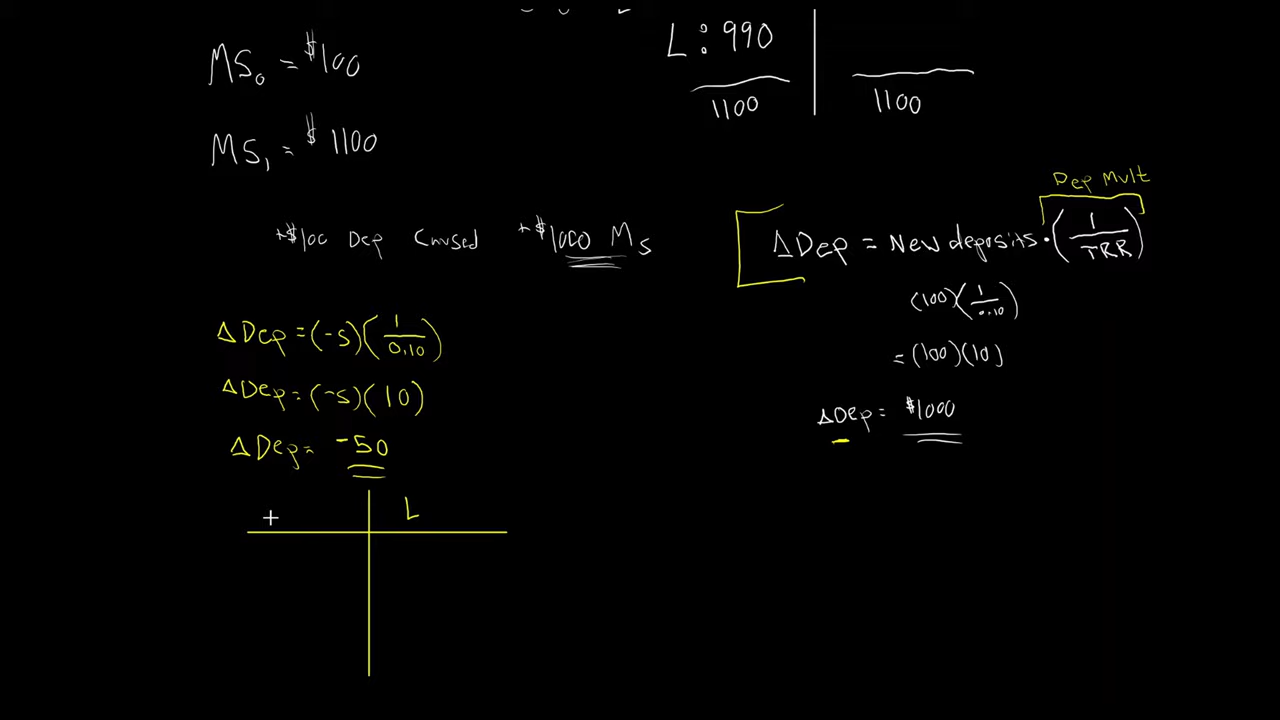 MS₀ = $100
L : 990
1100
1100
MS₁ = $ 1100
+$100 Dep Caused +$1000 Ms
Dep Mult
ΔDep = New deposits · (1/TRR)
(100)(1/0.10)
= (100)(10)
ΔDep = $1000
ΔDep = (-5)(1/0.10)
ΔDep = (-5)(10)
ΔDep = -50
L